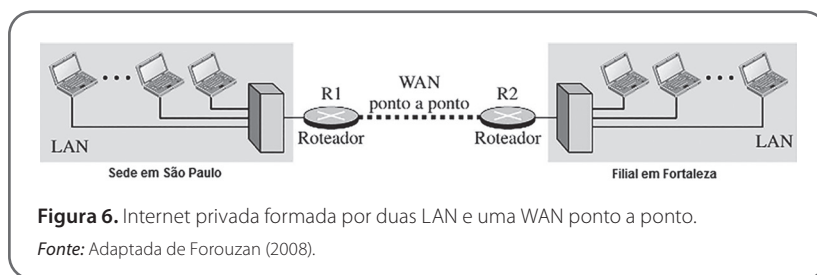 R1
WAN
ponto a ponto
R2
LAN
Roteador
Roteador
LAN
Sede em São Paulo
Filial em Fortaleza
Figura 6. Internet privada formada por duas LAN e uma WAN ponto a ponto.
Fonte: Adaptada de Forouzan (2008).